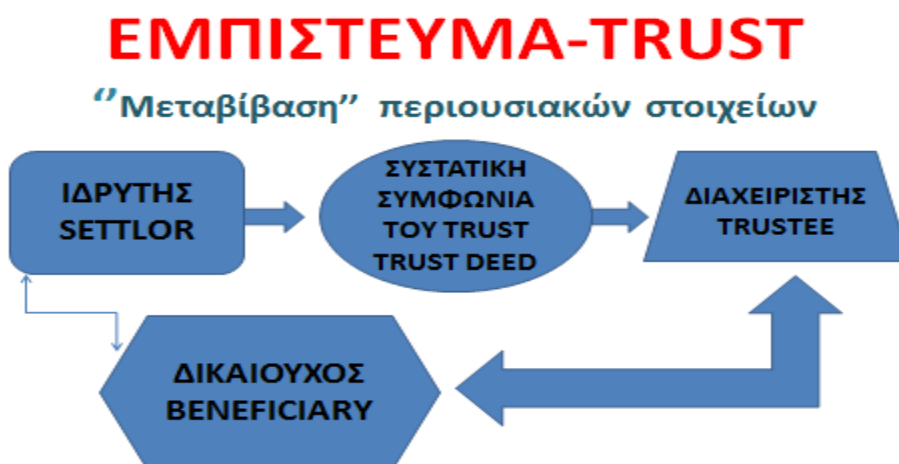 ΕΜΠΙΣΤΕΥΜΑ-TRUST
‘’Μεταβίβαση’’ περιουσιακών στοιχείων
ΙΔΡΥΤΗΣ
SETTLOR
ΣΥΣΤΑΤΙΚΗ
ΣΥΜΦΩΝΙΑ
ΤΟΥ TRUST
TRUST DEED
ΔΙΑΧΕΙΡΙΣΤΗΣ
TRUSTEE
ΔΙΚΑΙΟΥΧΟΣ
BENEFICIARY